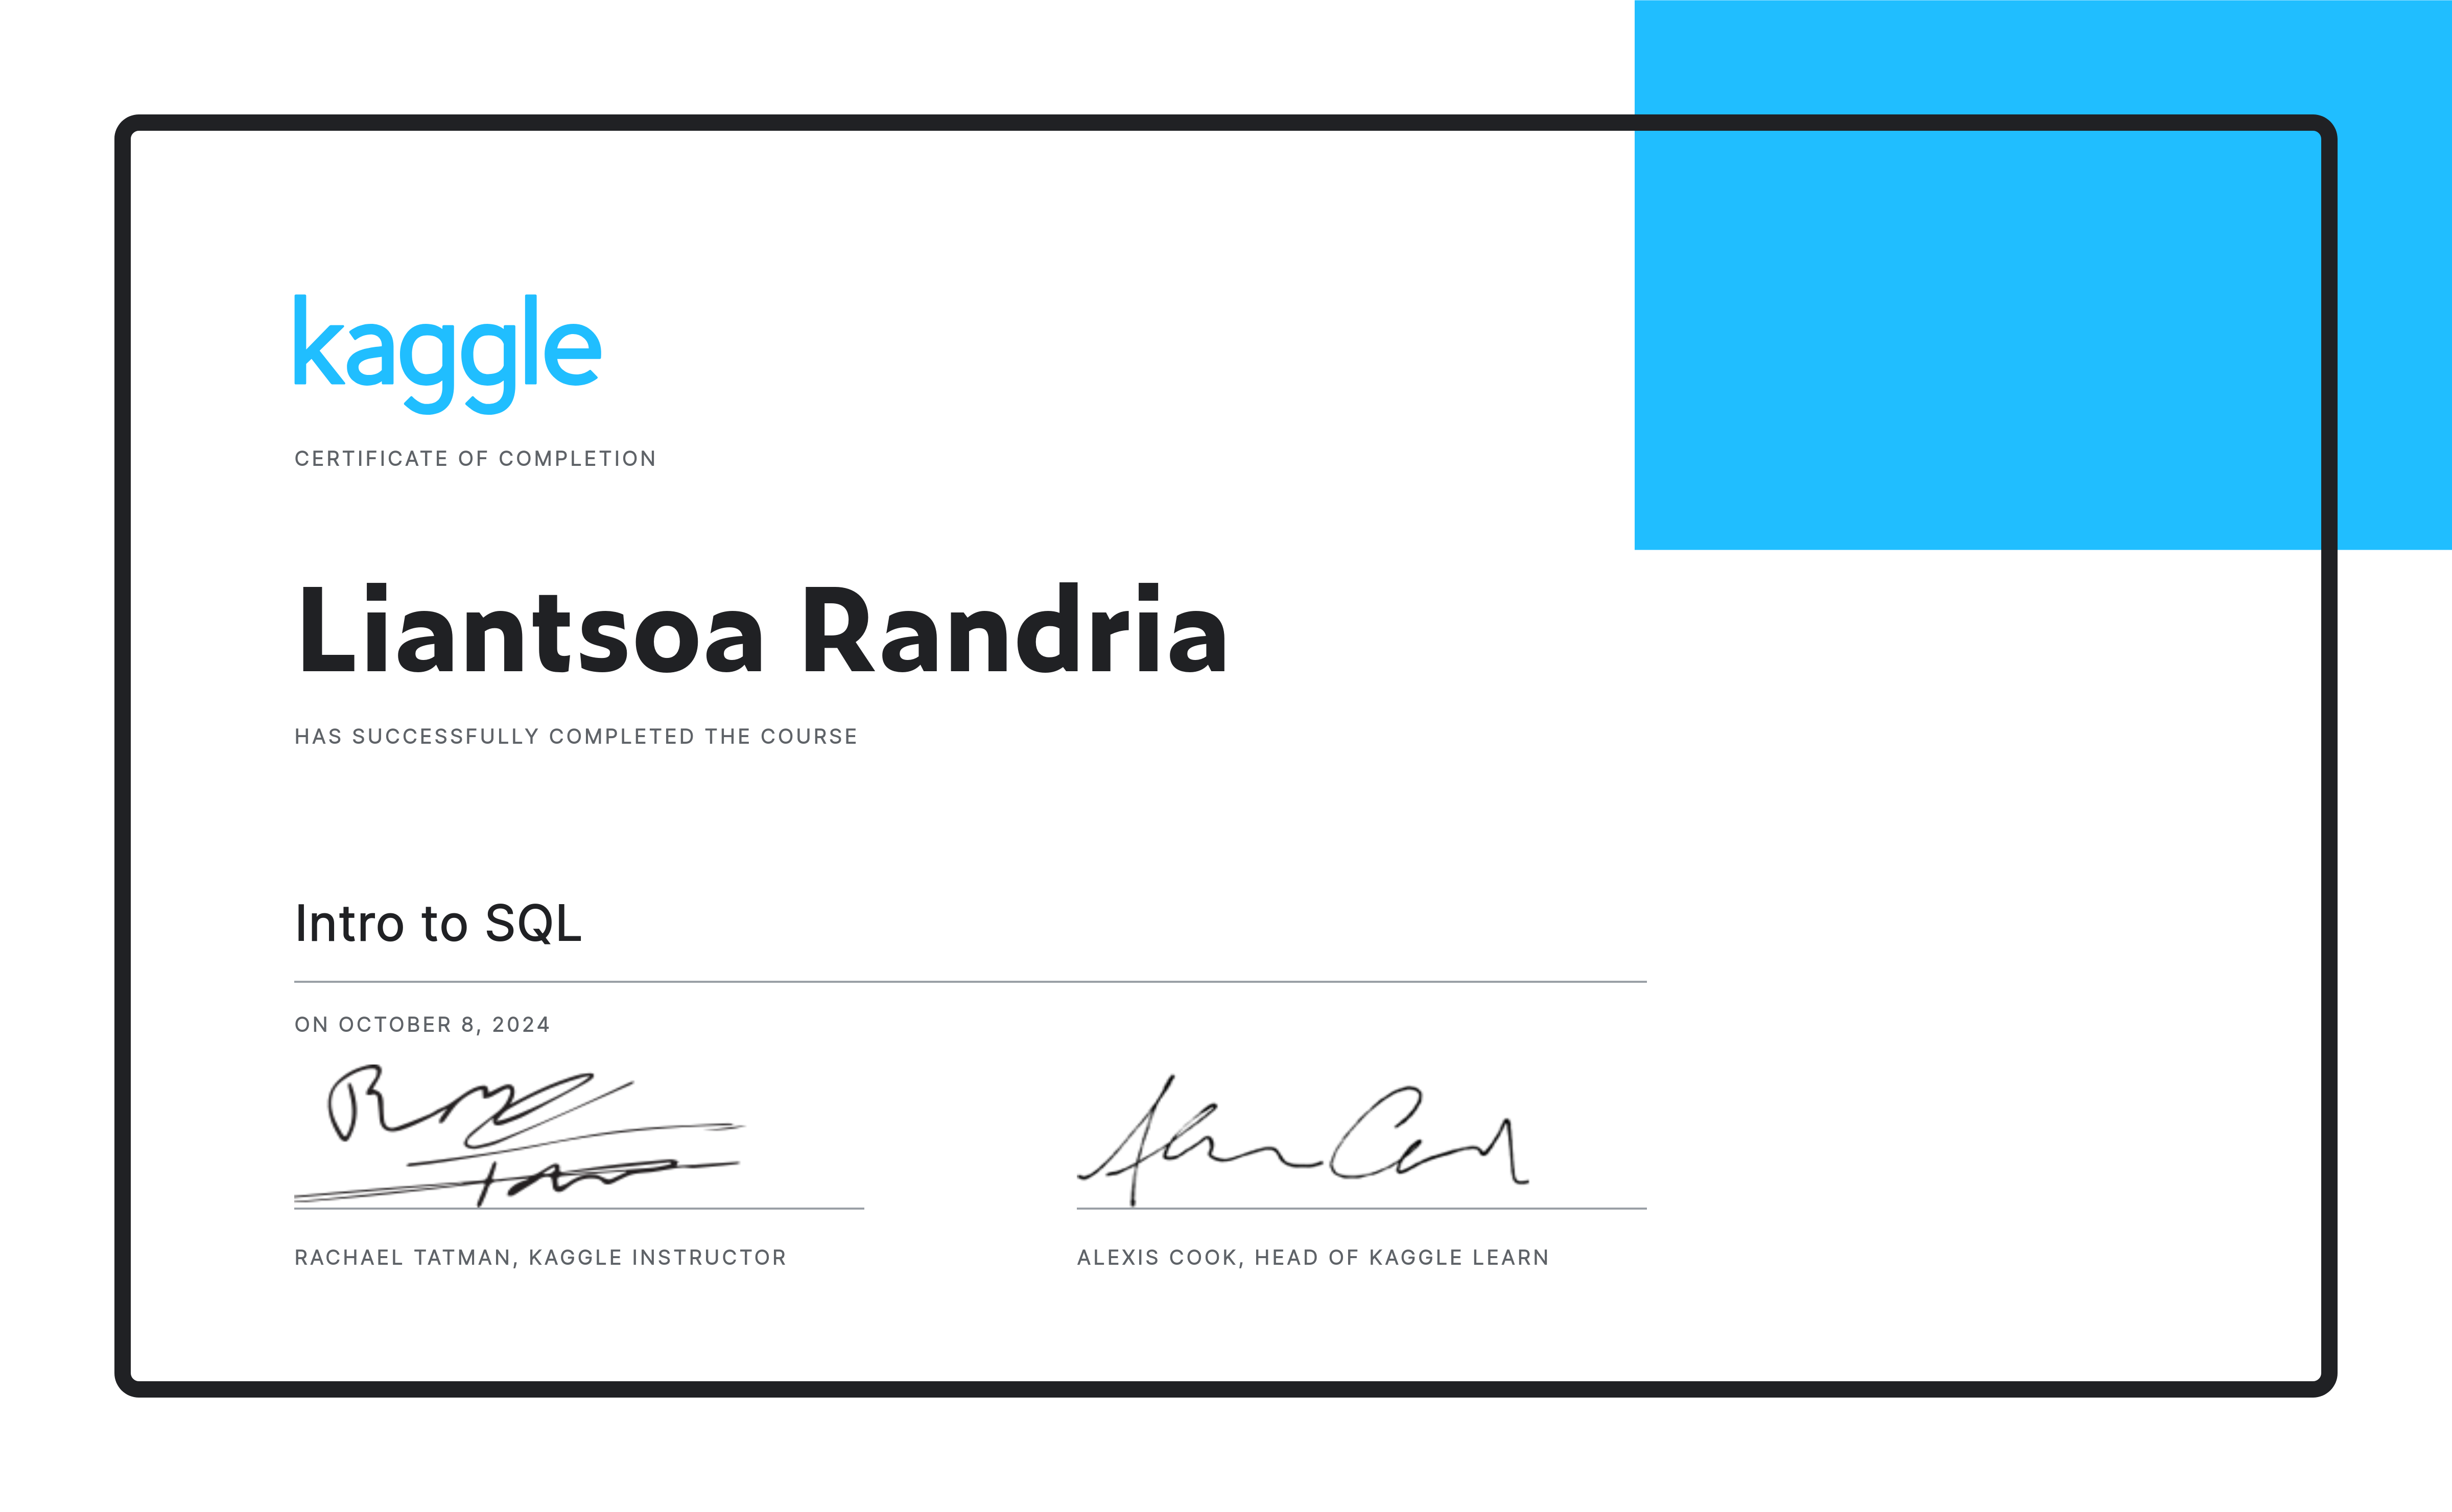 kaggle
CERTIFICATE OF COMPLETION
Liantsoa Randria
HAS SUCCESSFULLY COMPLETED THE COURSE
Intro to SQL
ON OCTOBER 8, 2024
RACHAEL TATMAN, KAGGLE INSTRUCTOR
ALEXIS COOK, HEAD OF KAGGLE LEARN